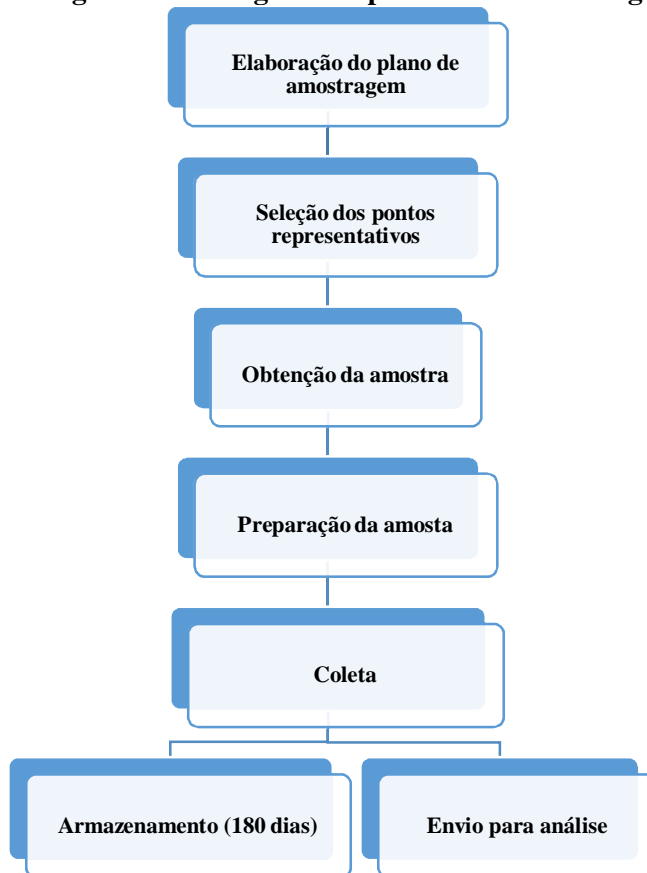 Elaboração do plano de
amostragem
Seleção dos pontos
representativos
Obtenção da amostra
Preparação da amosta
Coleta
Armazenamento (180 dias)
Envio para análise